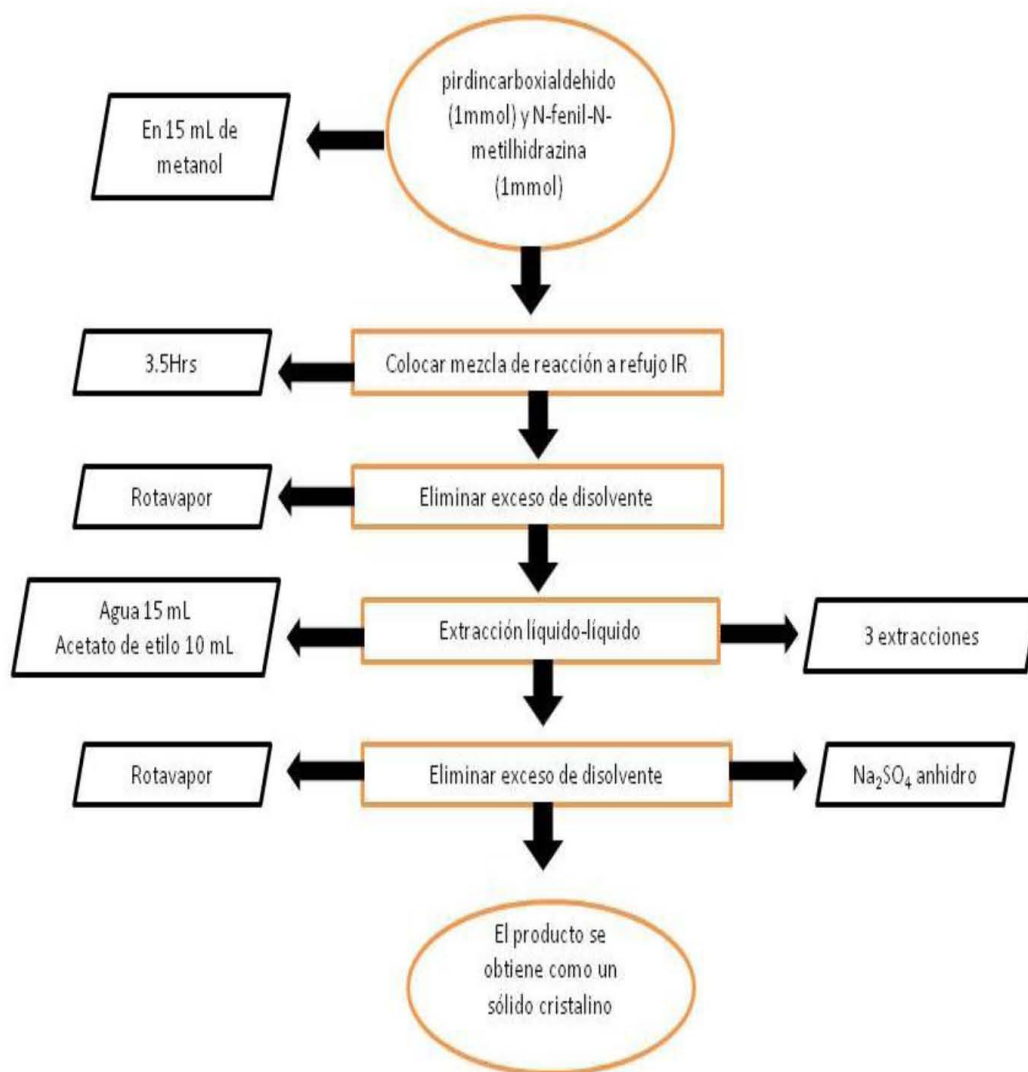 pirdincarboxialdehido
(1mmol) y N-fenil-N-
metilhidrazina
(1mmol)
En 15 mL de
metanol
3.5Hrs
Colocar mezcla de reacción a refujo IR
Rotavapor
Eliminar exceso de disolvente
Agua 15 mL
Acetato de etilo 10 mL
Extracción líquido-líquido
3 extracciones
Rotavapor
Eliminar exceso de disolvente
Na₂SO₄ anhidro
El producto se
obtiene como un
sólido cristalino